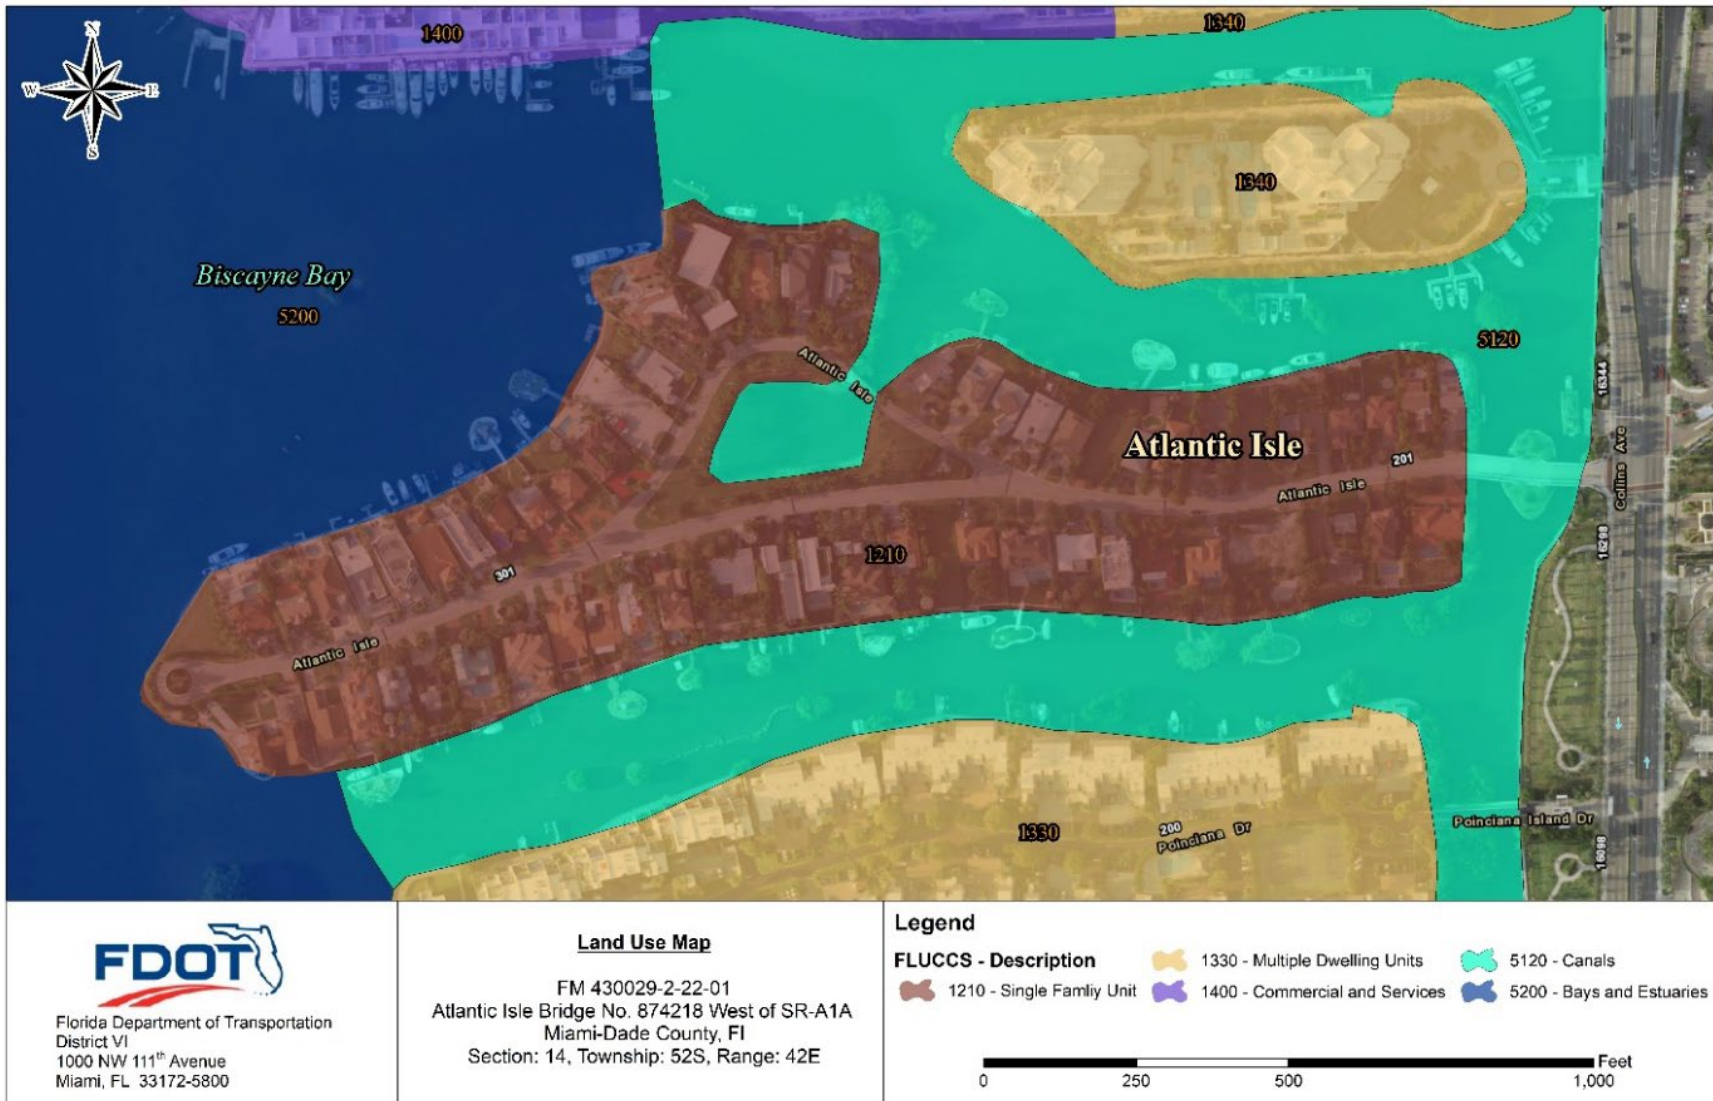 1400
1340
N
W
E
S
1340
Biscayne Bay
5200
5120
Atlantic Isle
16344
Atlantic Isle
201
Collins Ave
Atlantic Isle
16298
1210
301
Atlantic Isle
1330
200
Poinciana Dr
Poinciana Island Dr
16098
FDOT
Florida Department of Transportation
District VI
1000 NW 111th Avenue
Miami, FL 33172-5800
Land Use Map
FM 430029-2-22-01
Atlantic Isle Bridge No. 874218 West of SR-A1A
Miami-Dade County, Fl
Section: 14, Township: 52S, Range: 42E
Legend
FLUCCS - Description
1210 - Single Famliy Unit
1330 - Multiple Dwelling Units
1400 - Commercial and Services
5120 - Canals
5200 - Bays and Estuaries
Feet
0
250
500
1,000